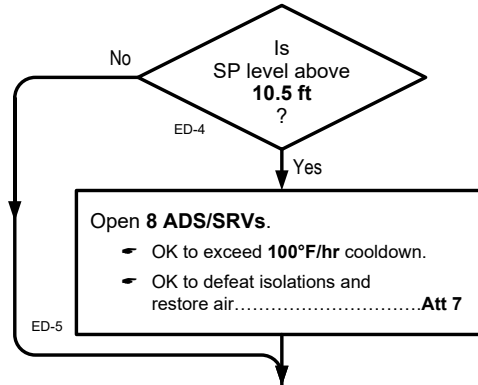 Is
No
SP level above
10.5 ft
?
ED-4
Yes
Open 8 ADS/SRVs.
☛ OK to exceed 100°F/hr cooldown.
☛ OK to defeat isolations and
restore air……………………………Att 7
ED-5